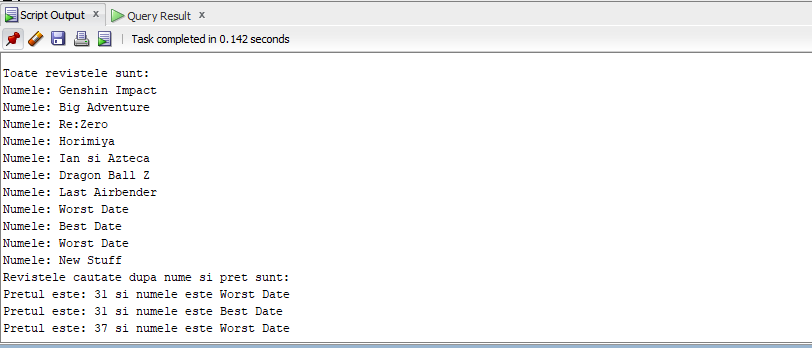 Script Output x Query Result x
Task completed in 0.142 seconds
Toate revistele sunt:
Numele: Genshin Impact
Numele: Big Adventure
Numele: Re:Zero
Numele: Horimiya
Numele: Ian si Azteca
Numele: Dragon Ball Z
Numele: Last Airbender
Numele: Worst Date
Numele: Best Date
Numele: Worst Date
Numele: New Stuff
Revistele cautate dupa nume si pret sunt:
Pretul este: 31 si numele este Worst Date
Pretul este: 31 si numele este Best Date
Pretul este: 37 si numele este Worst Date